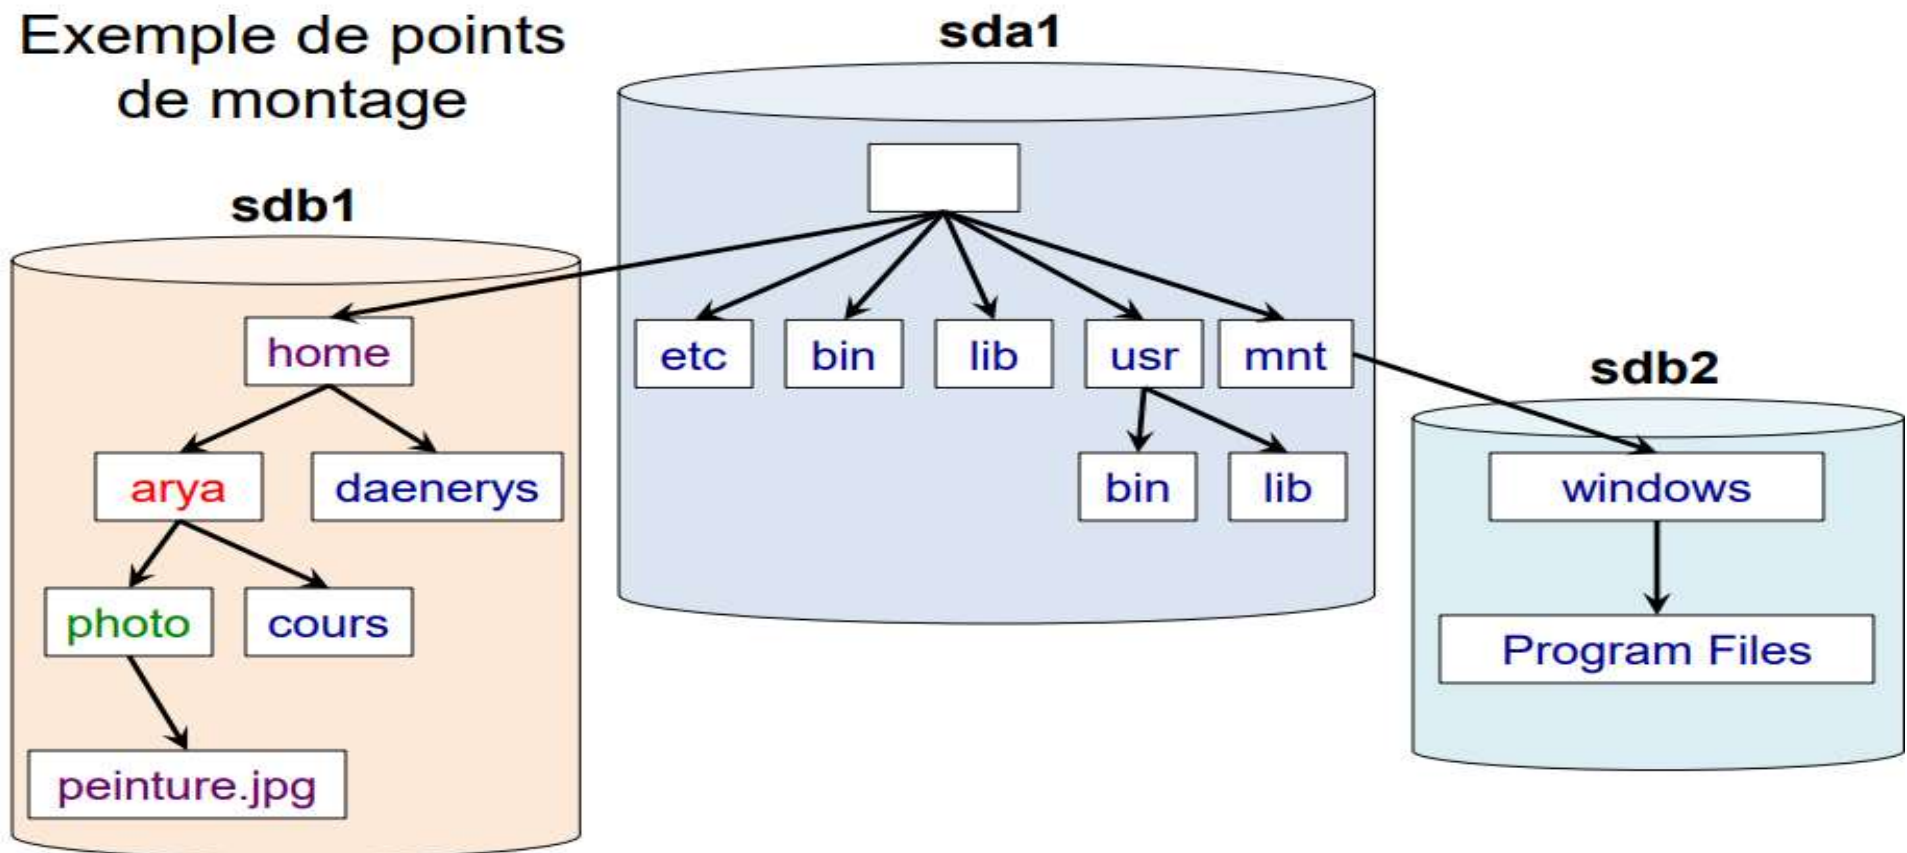 Exemple de points
de montage
sda1
sdb1
home
etc
bin
lib
usr
mnt
sdb2
arya
daenerys
bin
lib
windows
photo
cours
Program Files
peinture.jpg